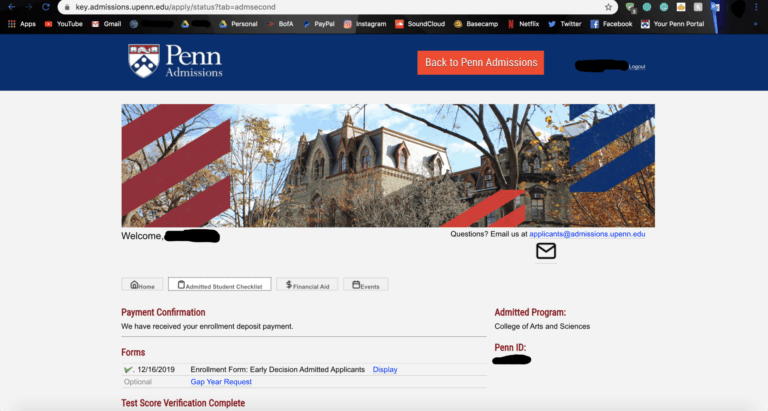 key.admissions.upenn.edu/apply/status?tab=admsecond
Apps YouTube Gmail Personal BofA PayPal Instagram SoundCloud Basecamp Netflix Twitter Facebook Your Penn Portal
Penn
Admissions
Back to Penn Admissions
Logout
Welcome,
Questions? Email us at applicants@admissions.upenn.edu
Home Admitted Student Checklist Financial Aid Events
Payment Confirmation
We have received your enrollment deposit payment.
Admitted Program:
College of Arts and Sciences
Penn ID:
Forms
12/16/2019 Enrollment Form: Early Decision Admitted Applicants Display
Optional Gap Year Request
Test Score Verification Complete